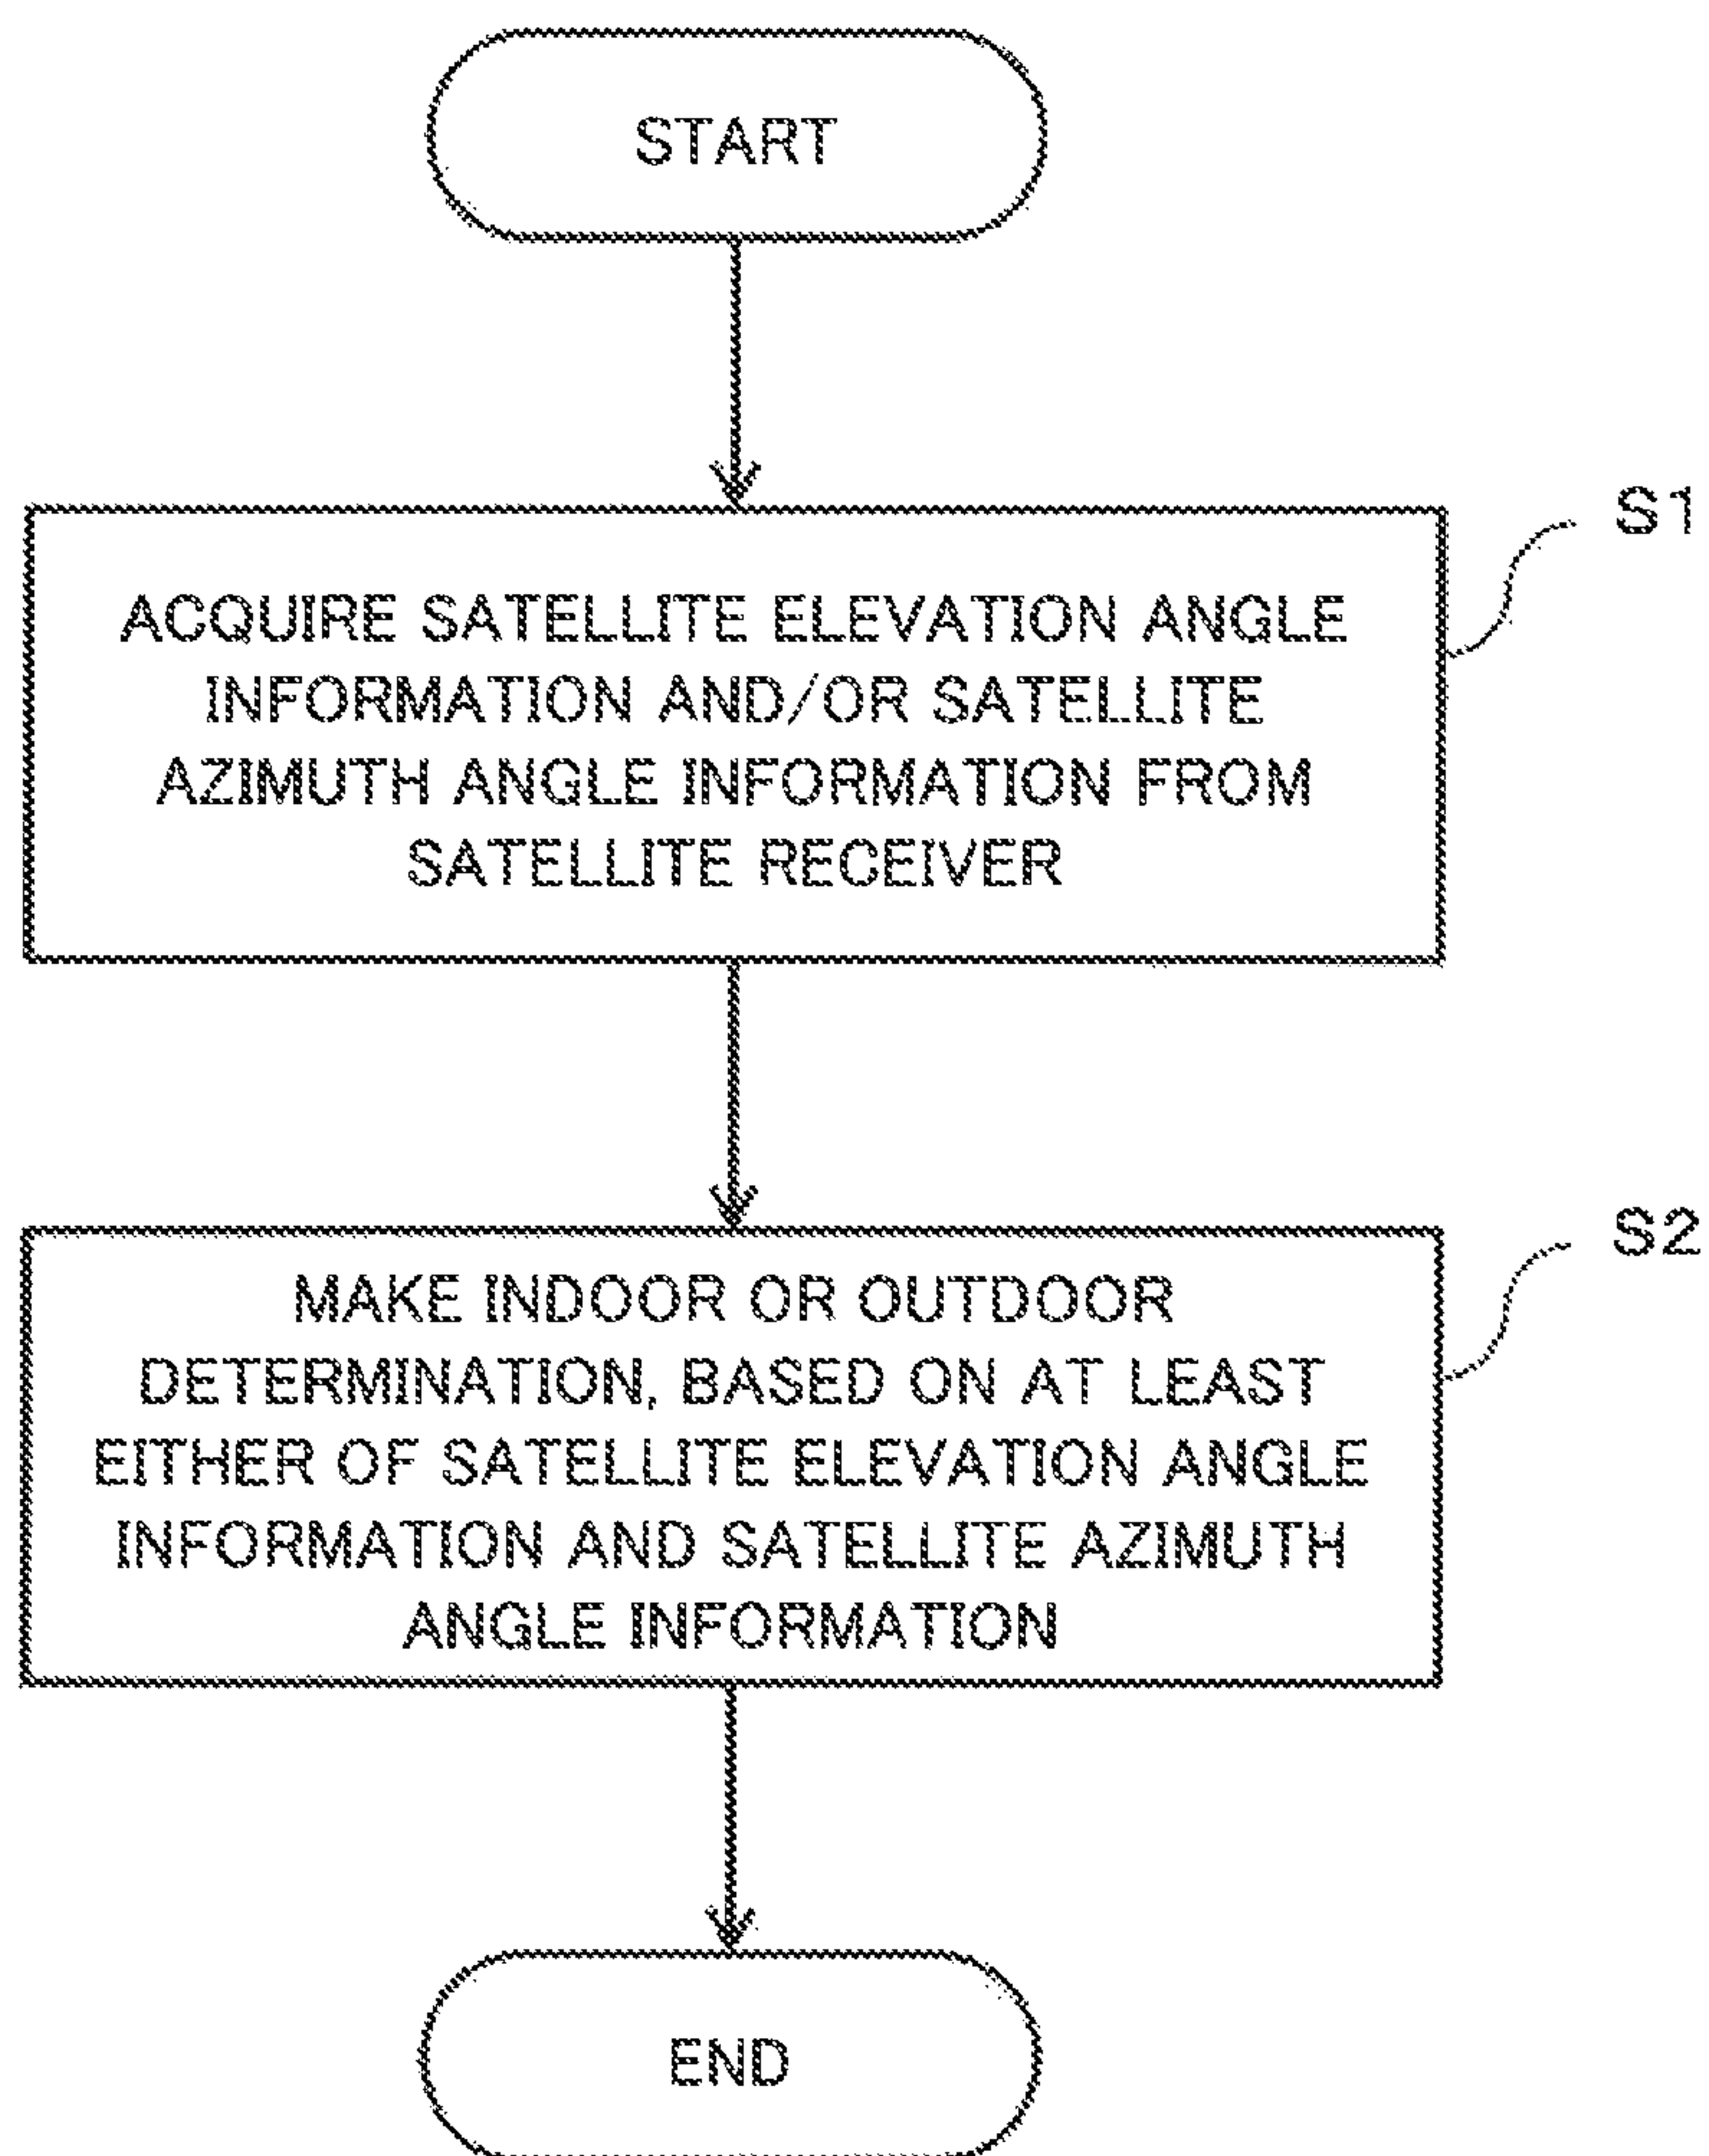 START
S1
ACQUIRE SATELLITE ELEVATION ANGLE
INFORMATION AND/OR SATELLITE
AZIMUTH ANGLE INFORMATION FROM
SATELLITE RECEIVER
S2
MAKE INDOOR OR OUTDOOR
DETERMINATION, BASED ON AT LEAST
EITHER OF SATELLITE ELEVATION ANGLE
INFORMATION AND SATELLITE AZIMUTH
ANGLE INFORMATION
END